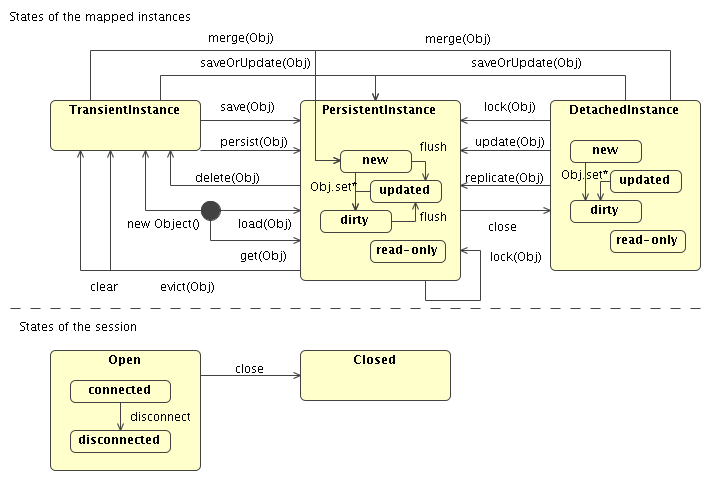 States of the mapped instances
merge(Obj) merge(Obj)
saveOrUpdate(Obj) saveOrUpdate(Obj)
TransientInstance save(Obj) PersistentInstance lock(Obj) DetachedInstance
persist(Obj) flush update(Obj) new
new
delete(Obj) Obj.set* updated replicate(Obj) Obj.set* updated
new Object() load(Obj) dirty flush close dirty
get(Obj) read-only lock(Obj) read-only
clear evict(Obj)
States of the session
Open close Closed
connected
disconnect
disconnected